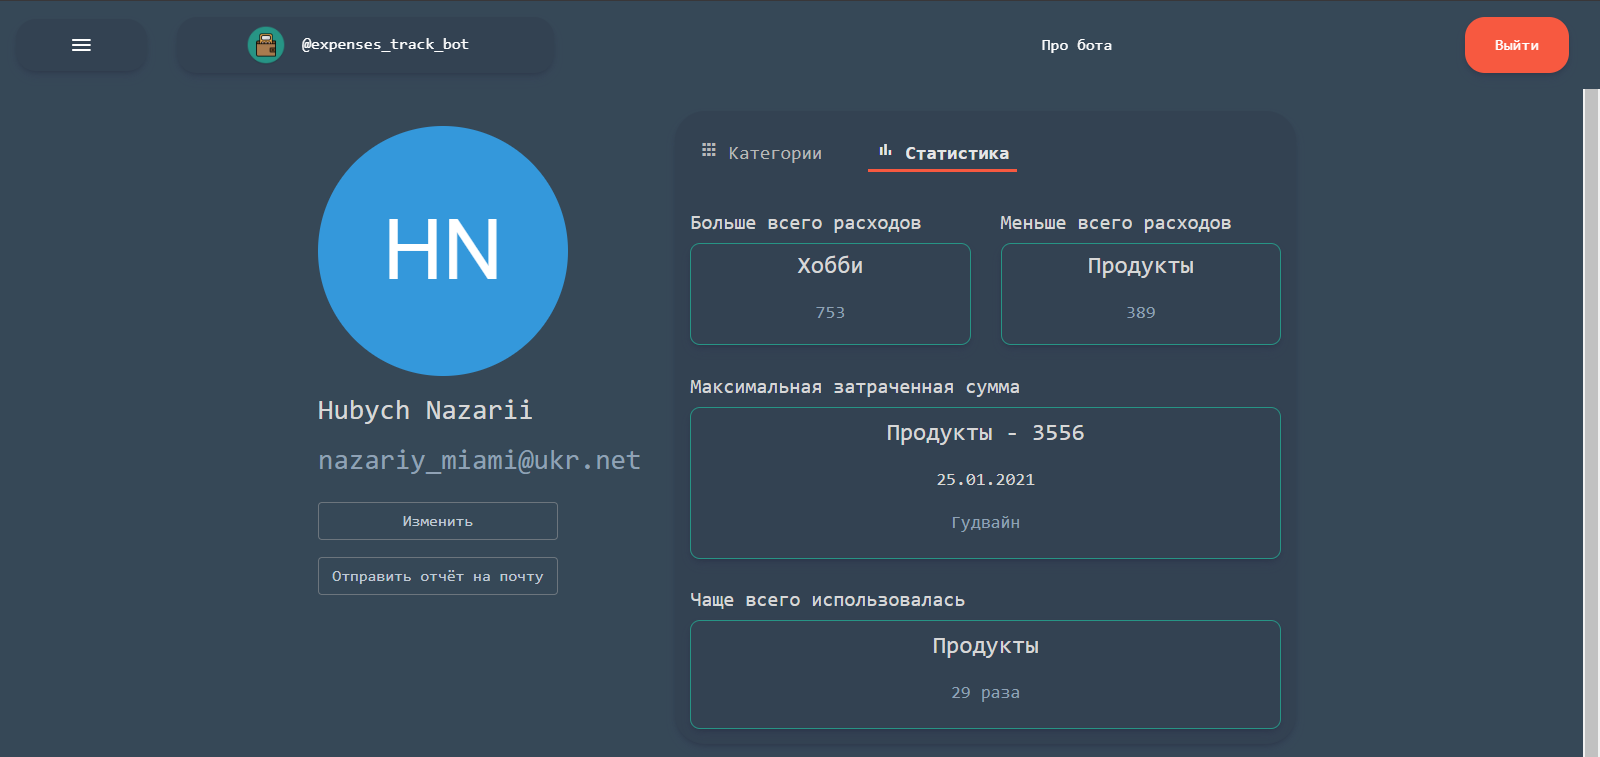 @expenses_track_bot
Про бота
Выйти
HN
Hubych Nazarii
nazariy_miami@ukr.net
Изменить
Отправить отчёт на почту
Категории
Статистика
Больше всего расходов
Хобби
753
Меньше всего расходов
Продукты
389
Максимальная затраченная сумма
Продукты - 3556
25.01.2021
Гудвайн
Чаще всего использовалась
Продукты
29 раза